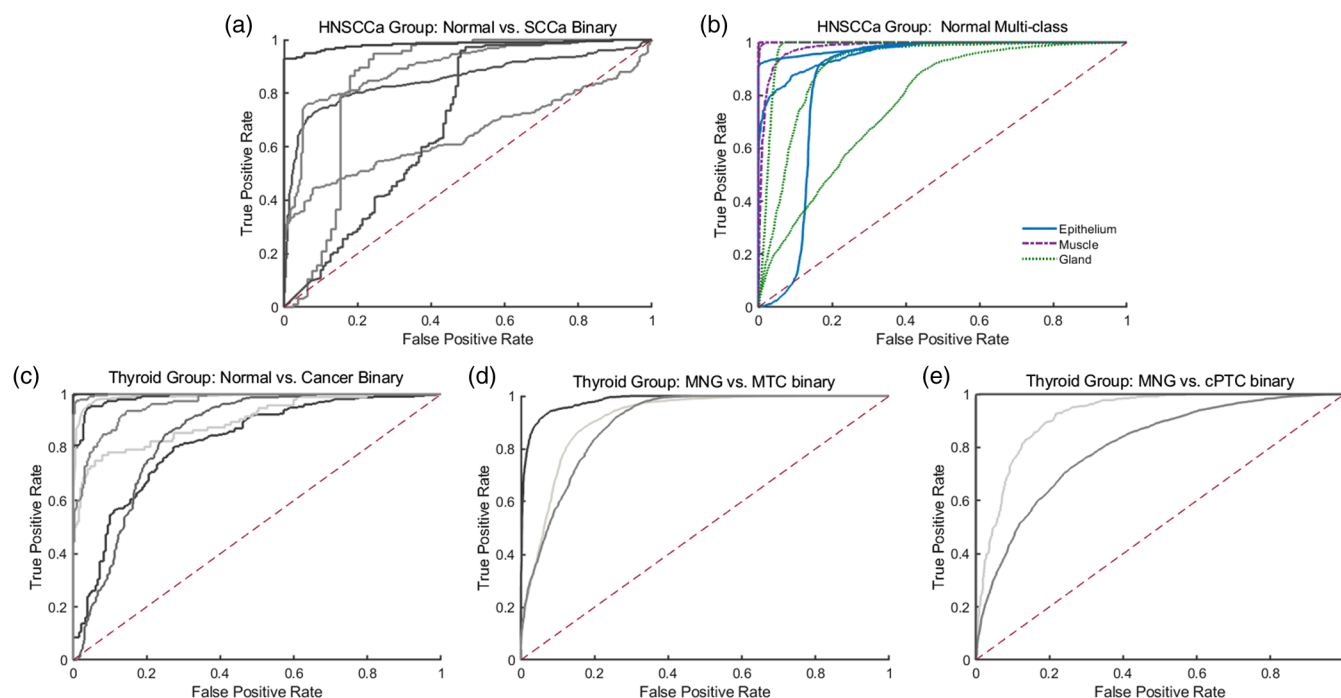 (a)
HNSCCa Group: Normal vs. SCCa Binary
1
0.8
0.6
0.4
0.2
0
True Positive Rate
0
0.2
0.4
0.6
0.8
1
False Positive Rate
(b)
HNSCCa Group: Normal Multi-class
1
0.8
0.6
0.4
0.2
0
True Positive Rate
Epithelium
Muscle
Gland
0
0.2
0.4
0.6
0.8
1
False Positive Rate
(c)
Thyroid Group: Normal vs. Cancer Binary
1
0.8
0.6
0.4
0.2
0
True Positive Rate
0
0.2
0.4
0.6
0.8
1
False Positive Rate
(d)
Thyroid Group: MNG vs. MTC binary
1
0.8
0.6
0.4
0.2
0
True Positive Rate
0
0.2
0.4
0.6
0.8
1
False Positive Rate
(e)
Thyroid Group: MNG vs. cPTC binary
1
0.8
0.6
0.4
0.2
0
True Positive Rate
0
0.2
0.4
0.6
0.8
False Positive Rate